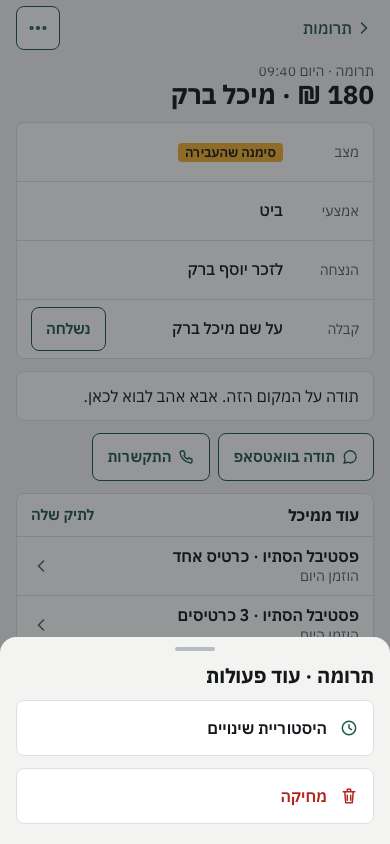 תרומות
תרומה · היום 09:40
180 ₪ · מיכל ברק
מצב
סימנה שהעבירה
אמצעי
ביט
הנצחה
לזכר יוסף ברק
קבלה
על שם מיכל ברק
נשלחה
תודה על המקום הזה. אבא אהב לבוא לכאן.
תודה בוואטסאפ
התקשרות
עוד ממיכל
לתיק שלה
פסטיבל הסתיו · כרטיס אחד
הוזמן היום
פסטיבל הסתיו · 3 כרטיסים
הוזמן היום
תרומה · עוד פעולות
היסטוריית שינויים
מחיקה